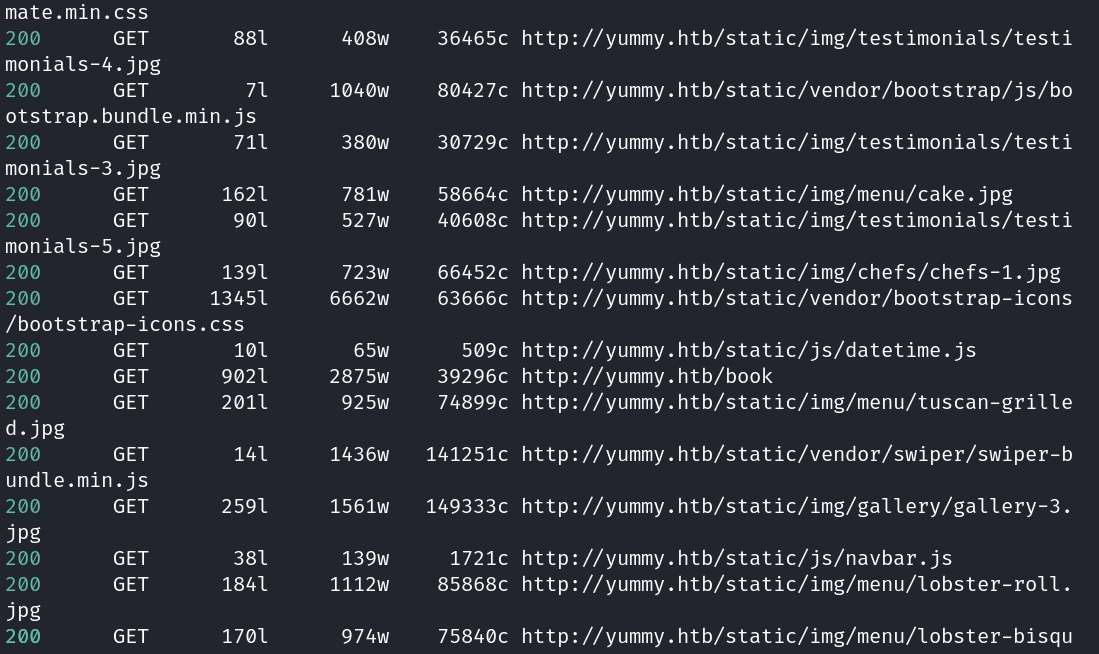 mate.min.css
200      GET       88l      408w    36465c http://yummy.htb/static/img/testimonials/testi
monials-4.jpg
200      GET        7l     1040w    80427c http://yummy.htb/static/vendor/bootstrap/js/bo
otstrap.bundle.min.js
200      GET       71l      380w    30729c http://yummy.htb/static/img/testimonials/testi
monials-3.jpg
200      GET      162l      781w    58664c http://yummy.htb/static/img/menu/cake.jpg
200      GET       90l      527w    40608c http://yummy.htb/static/img/testimonials/testi
monials-5.jpg
200      GET      139l      723w    66452c http://yummy.htb/static/img/chefs/chefs-1.jpg
200      GET     1345l     6662w    63666c http://yummy.htb/static/vendor/bootstrap-icons
/bootstrap-icons.css
200      GET       10l       65w      509c http://yummy.htb/static/js/datetime.js
200      GET      902l     2875w    39296c http://yummy.htb/book
200      GET      201l      925w    74899c http://yummy.htb/static/img/menu/tuscan-grille
d.jpg
200      GET       14l     1436w   141251c http://yummy.htb/static/vendor/swiper/swiper-b
undle.min.js
200      GET      259l     1561w   149333c http://yummy.htb/static/img/gallery/gallery-3.
jpg
200      GET       38l      139w     1721c http://yummy.htb/static/js/navbar.js
200      GET      184l     1112w    85868c http://yummy.htb/static/img/menu/lobster-roll.
jpg
200      GET      170l      974w    75840c http://yummy.htb/static/img/menu/lobster-bisqu